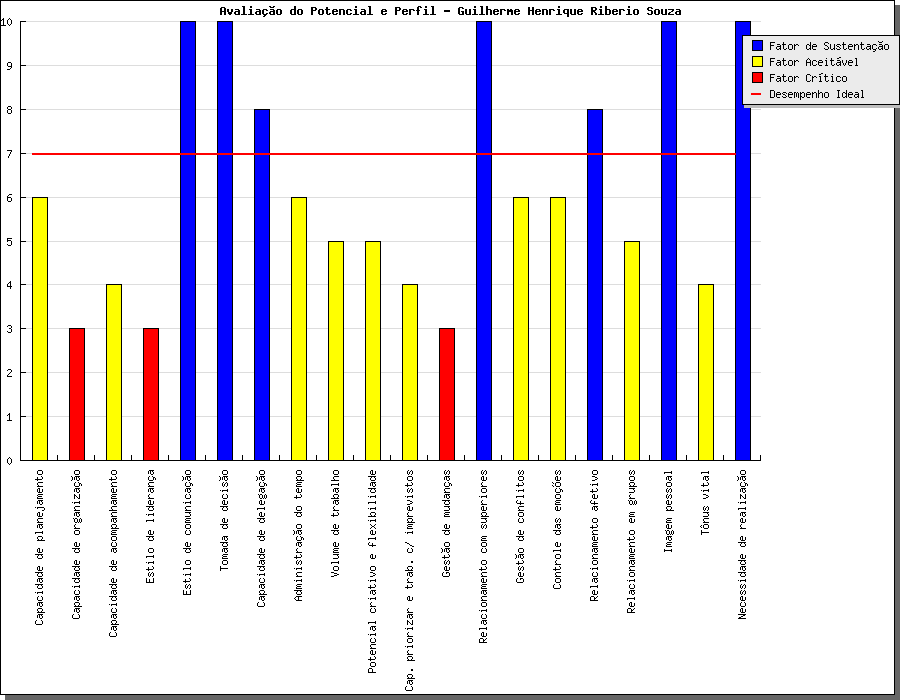 Avaliação do Potencial e Perfil - Guilherme Henrique Riberio Souza
10
9
8
7
6
5
4
3
2
1
0
Fator de Sustentação
Fator Aceitável
Fator Crítico
Desempenho Ideal
Capacidade de planejamento
Capacidade de organização
Capacidade de acompanhamento
Estilo de liderança
Estilo de comunicação
Tomada de decisão
Capacidade de delegação
Administração do tempo
Volume de trabalho
Potencial criativo e flexibilidade
Cap. priorizar e trab. c/ imprevistos
Gestão de mudanças
Relacionamento com superiores
Gestão de conflitos
Controle das emoções
Relacionamento afetivo
Relacionamento em grupos
Imagem pessoal
Tônus vital
Necessidade de realização